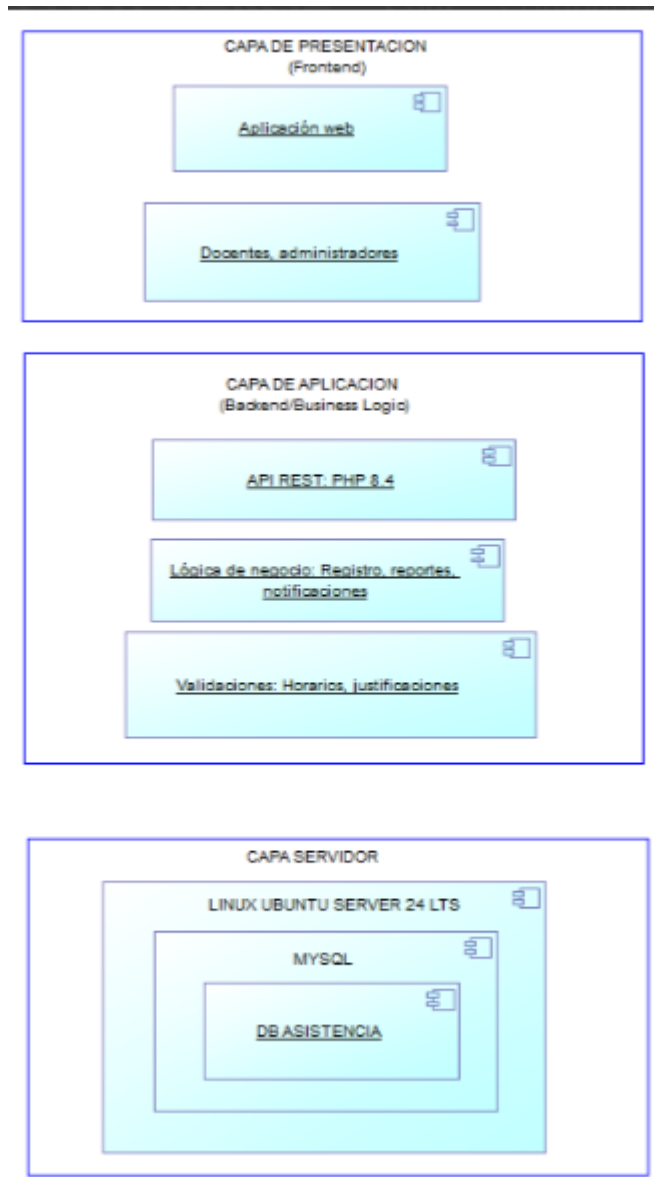 CAPA DE PRESENTACION
(Frontend)
Aplicación web
Docentes, administradores
CAPA DE APLICACION
(Backend/Business Logic)
API REST: PHP 8.4
Lógica de negocio: Registro, reportes,
notificaciones
Validaciones: Horarios, justificaciones
CAPA SERVIDOR
LINUX UBUNTU SERVER 24 LTS
MYSQL
DB ASISTENCIA